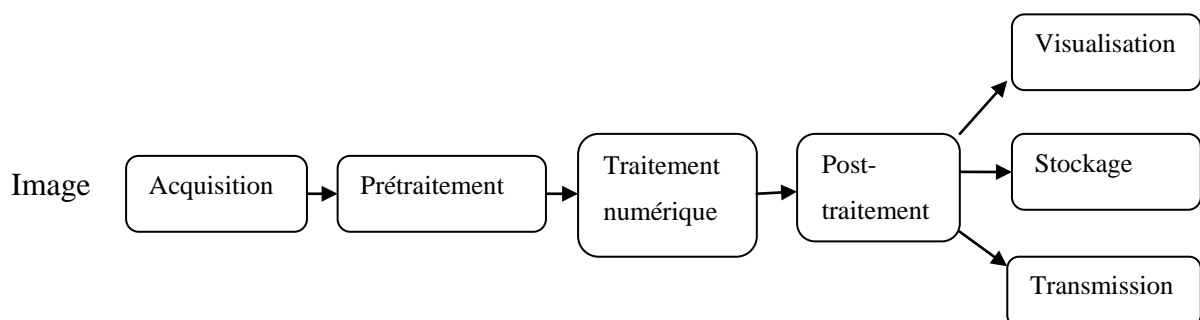 Image
Acquisition
Prétraitement
Traitement
numérique
Post-
traitement
Visualisation
Stockage
Transmission